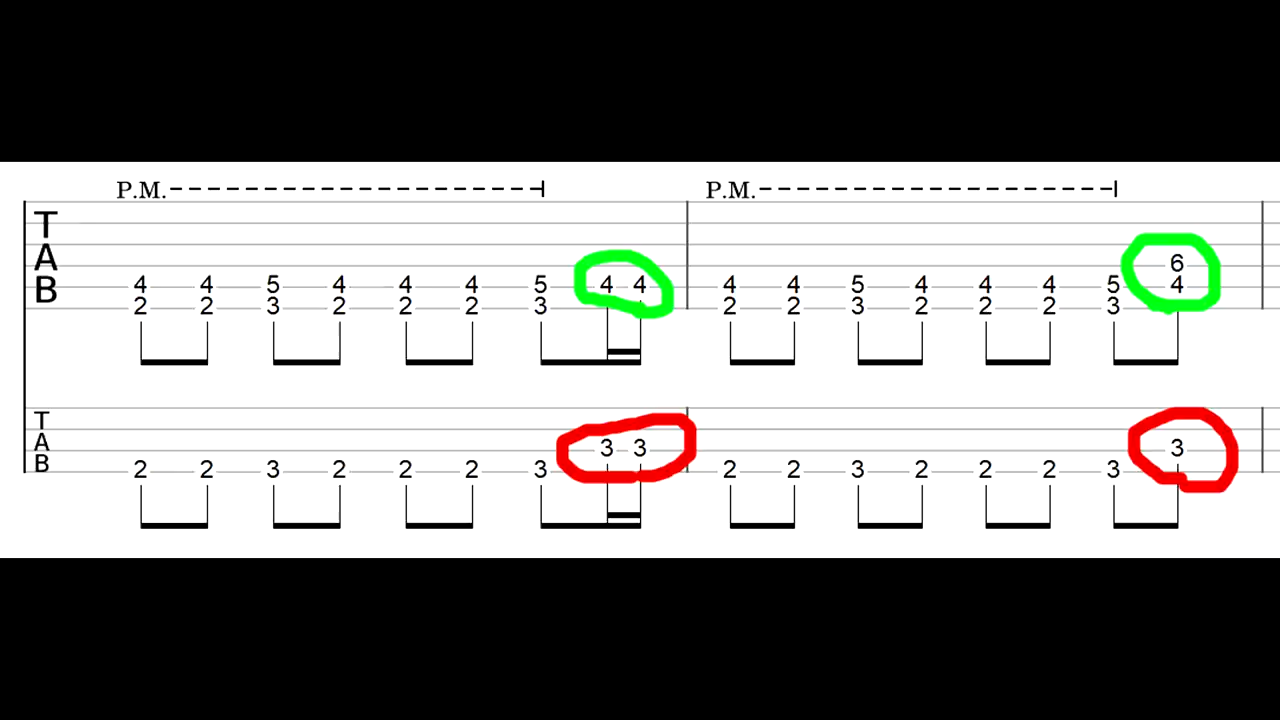 P.M. P.M.
T
A 6
B 4 4 5 4 4 4 5 4 4 4 4 5 4 4 4 5 4
2 2 3 2 2 2 3 2 2 3 2 2 2 3
T
A 3 3 3
B 2 2 3 2 2 2 3 2 2 3 2 2 2 3